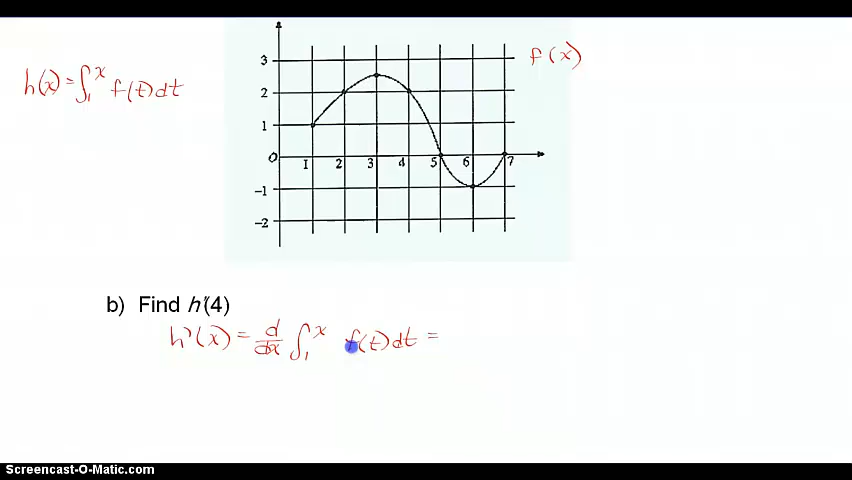 f(x)
h(x) = ∫₁ˣ f(t)dt
3
2
1
0 1 2 3 4 5 6 7
-1
-2
b) Find h'(4)
h'(x) = d/dx ∫₁ˣ f(t)dt =
Screencast-O-Matic.com